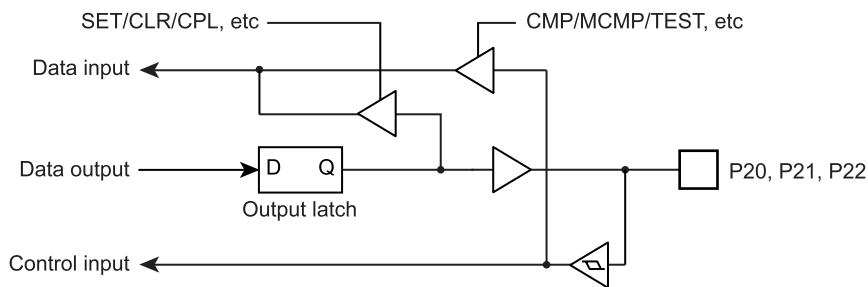 SET/CLR/CPL, etc
CMP/MCMP/TEST, etc
Data input
Data output
D
Q
P20, P21, P22
Output latch
Control input